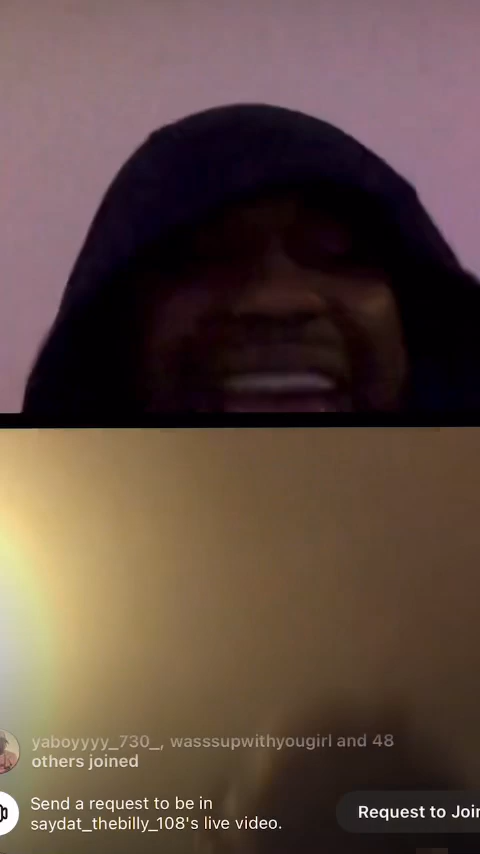 yaboyyyy_730_, wasssupwithyougirl and 48
others joined
Send a request to be in
saydat_thebilly_108's live video.
Request to Join